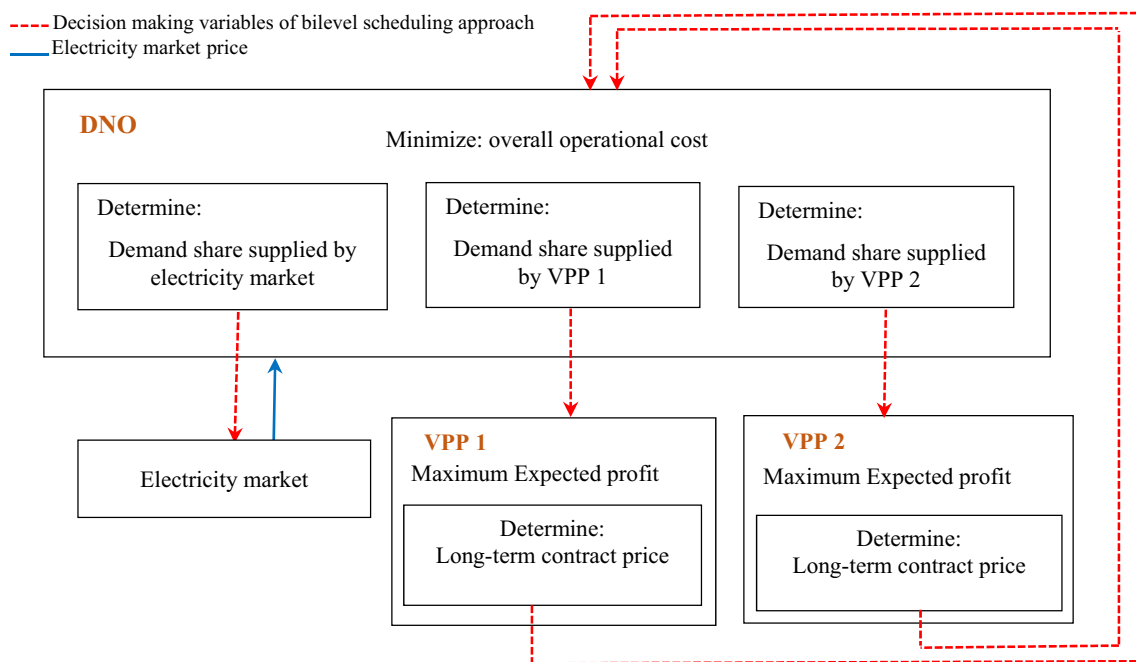 Decision making variables of bilevel scheduling approach
Electricity market price
DNO
Minimize: overall operational cost
Determine:
Demand share supplied by
electricity market
Determine:
Demand share supplied
by VPP 1
Determine:
Demand share supplied
by VPP 2
Electricity market
VPP 1
Maximum Expected profit
Determine:
Long-term contract price
VPP 2
Maximum Expected profit
Determine:
Long-term contract price